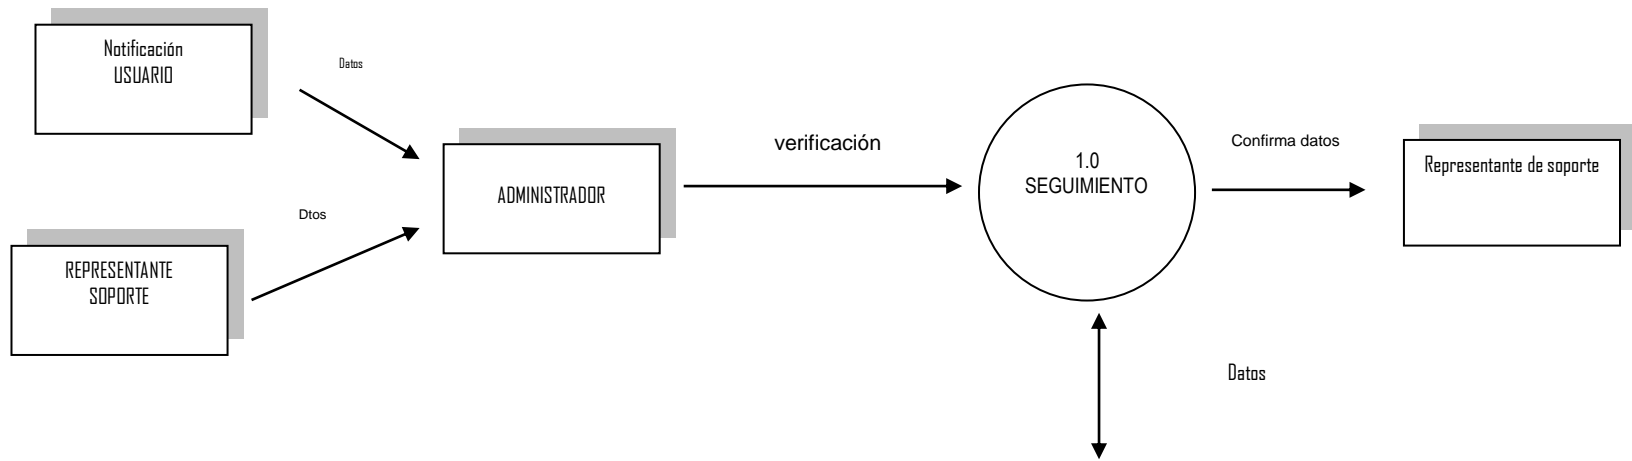 Notificación
USUARIO
Datos
REPRESENTANTE
SOPORTE
Dtos
ADMINISTRADOR
verificación
1.0
SEGUIMIENTO
Confirma datos
Representante de soporte
Datos